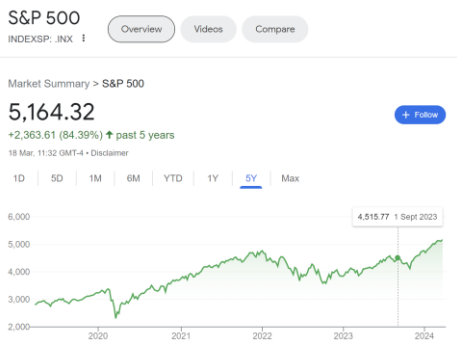 S&P 500
INDEXSP: .INX
Overview
Videos
Compare
Market Summary > S&P 500
5,164.32
+ Follow
+2,363.61 (84.39%) ↑ past 5 years
18 Mar, 11:32 GMT-4 • Disclaimer
1D 5D 1M 6M YTD 1Y 5Y Max
4,515.77 1 Sept 2023
6,000
5,000
4,000
3,000
2,000
2020 2021 2022 2023 2024